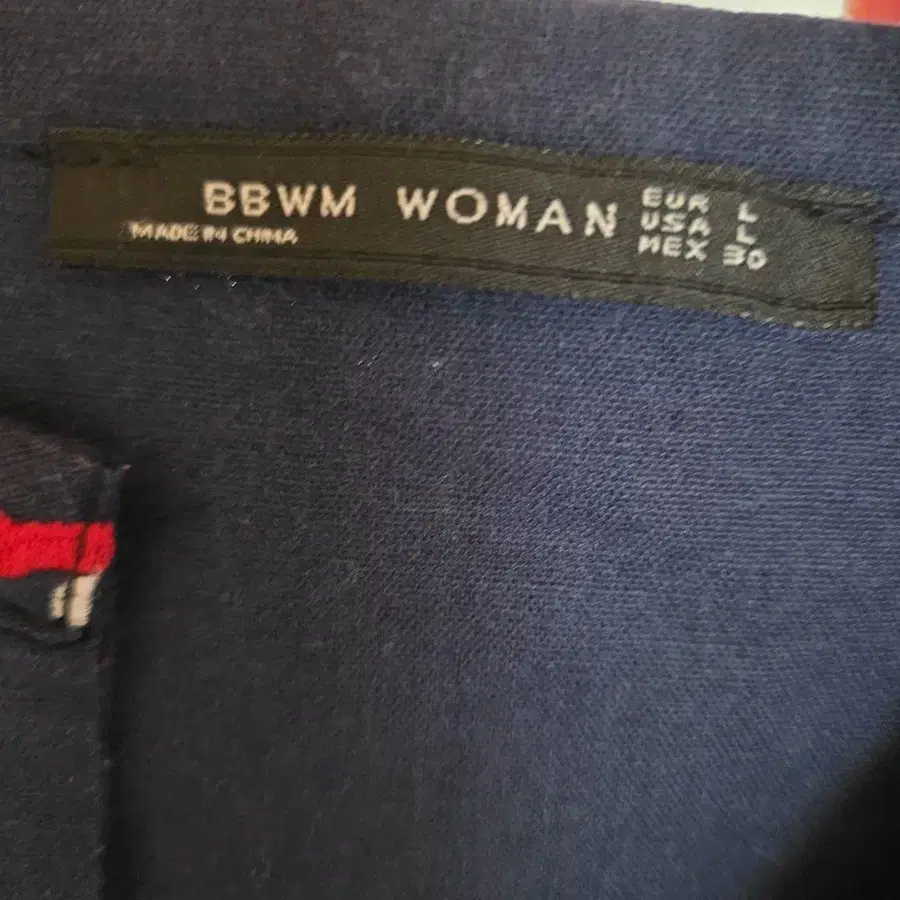 BBWM WOMAN
MADE IN CHINA
EUR L
USA L
MEX 30